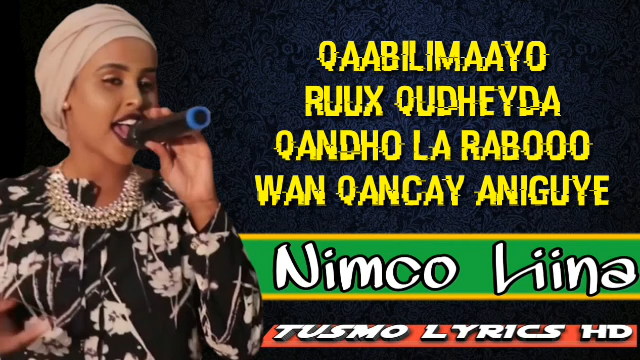 QAABILIMAAYO
RUUX QUDHEYDA
QANDHO LA RABOOO
WAN QANCAY ANIGUYE
Nimco Liina
TUSMO LYRICS HD